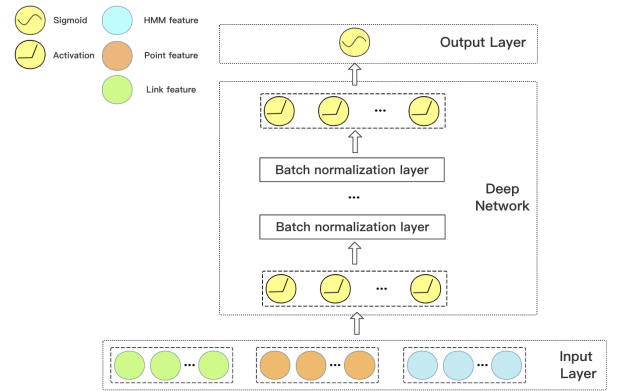 Sigmoid
HMM feature
Activation
Point feature
Link feature
Output Layer
...
Batch normalization layer
...
Batch normalization layer
Deep
Network
...
... ... ...
Input
Layer